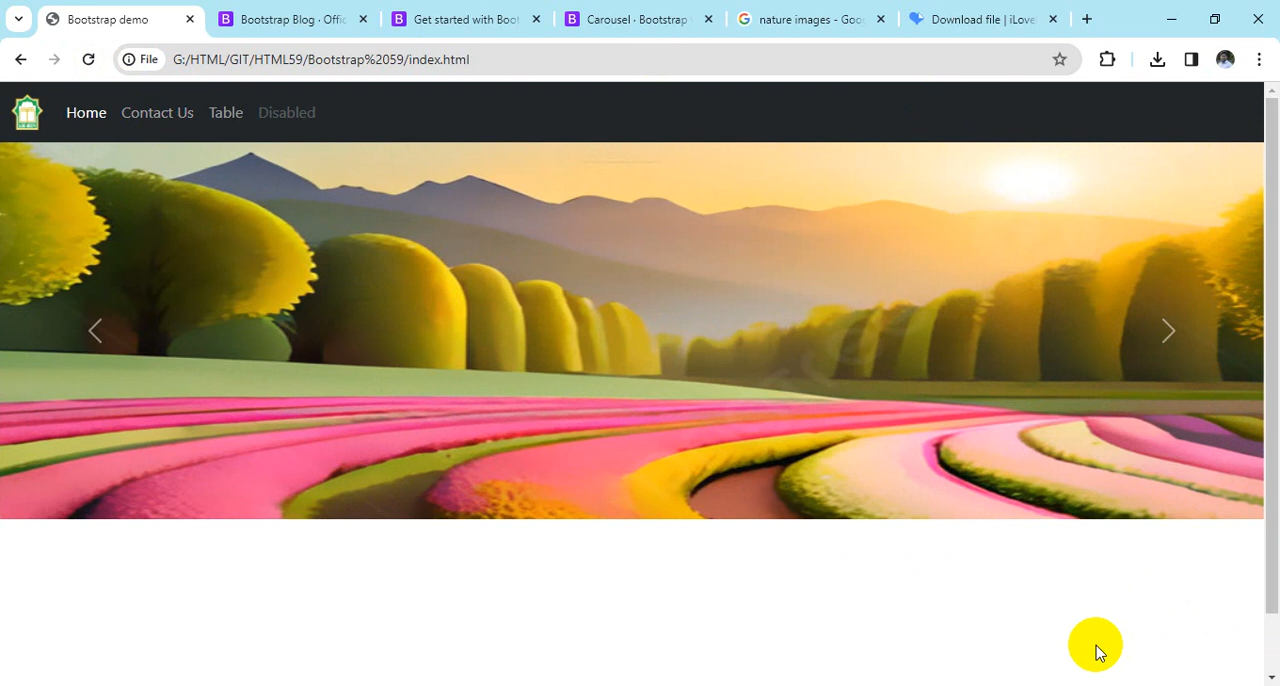 Bootstrap demo
Bootstrap Blog · Offic
Get started with Boot
Carousel · Bootstrap
nature images - Goo
Download file | iLove
File
G:/HTML/GIT/HTML59/Bootstrap%2059/index.html
Home
Contact Us
Table
Disabled